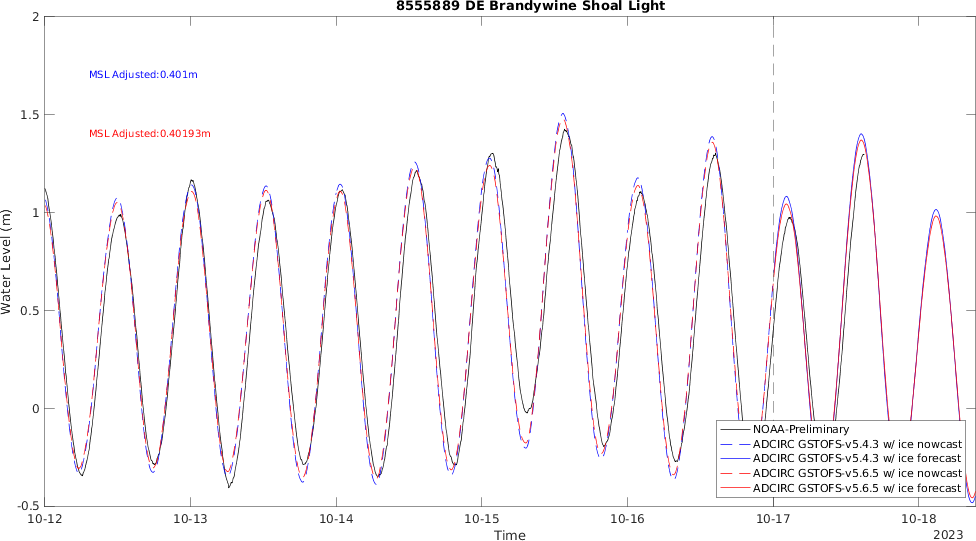 8555889 DE Brandywine Shoal Light
2
1.5
1
0.5
0
-0.5
Water Level (m)
MSL Adjusted:0.401m
MSL Adjusted:0.40193m
NOAA-Preliminary
ADCIRC GSTOFS-v5.4.3 w/ ice nowcast
ADCIRC GSTOFS-v5.4.3 w/ ice forecast
ADCIRC GSTOFS-v5.6.5 w/ ice nowcast
ADCIRC GSTOFS-v5.6.5 w/ ice forecast
10-12 10-13 10-14 10-15 10-16 10-17 10-18
Time
2023